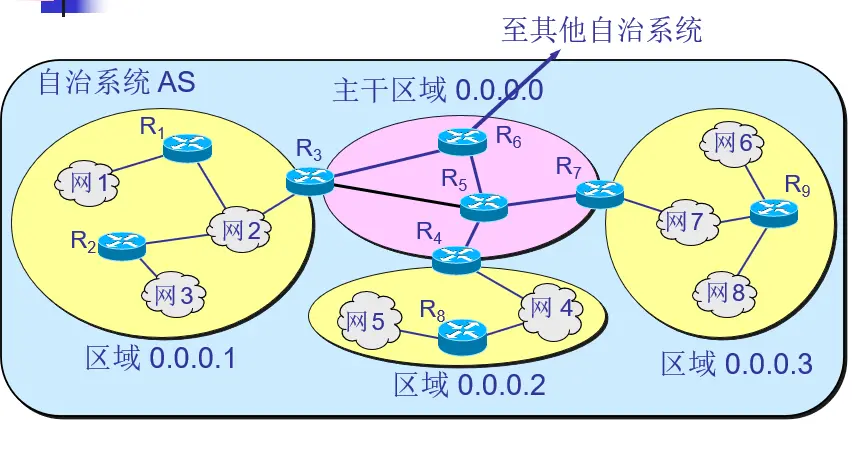 至其他自治系统
自治系统 AS
主干区域 0.0.0.0
R1
R3
R6
网6
网1
R5
R7
R9
R2
网2
R4
网7
网3
网5
R8
网4
网8
区域 0.0.0.1
区域 0.0.0.2
区域 0.0.0.3